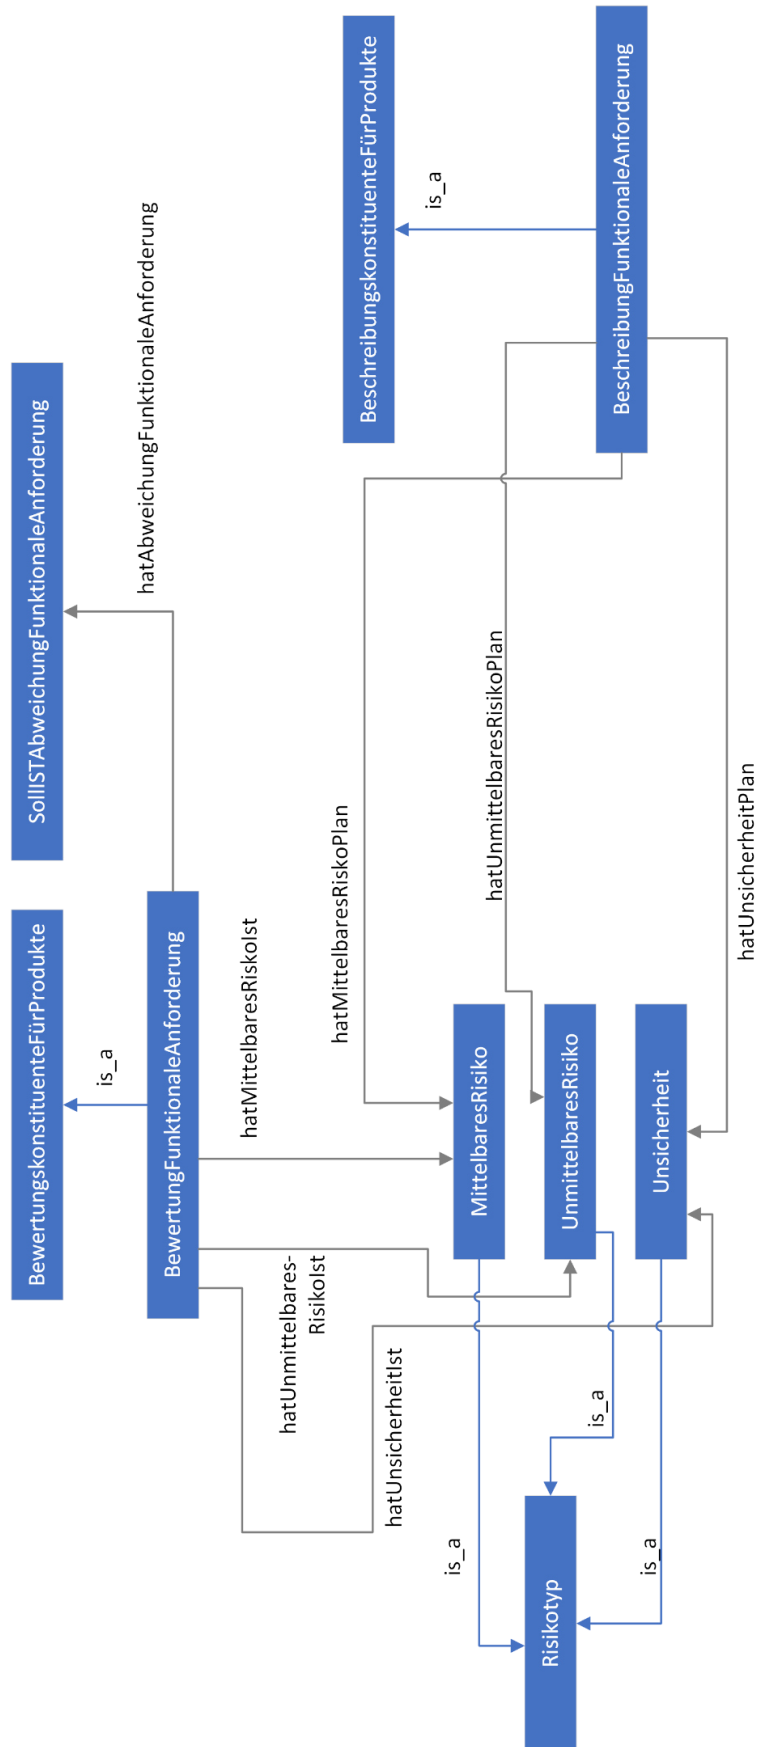 BewertungskonstituenteFürProdukte
SollISTAbweichungFunktionaleAnforderung
is_a
hatAbweichungFunktionaleAnforderung
BewertungFunktionaleAnforderung
hatMittelbaresRiskoIst
hatUnmittelbares-
RisikoIst
hatMittelbaresRiskoPlan
BeschreibungskonstituenteFürProdukte
hatUnsicherheitIst
is_a
is_a
MittelbaresRisiko
hatUnmittelbaresRisikoPlan
Risikotyp
UnmittelbaresRisiko
is_a
BeschreibungFunktionaleAnforderung
is_a
Unsicherheit
hatUnsicherheitPlan